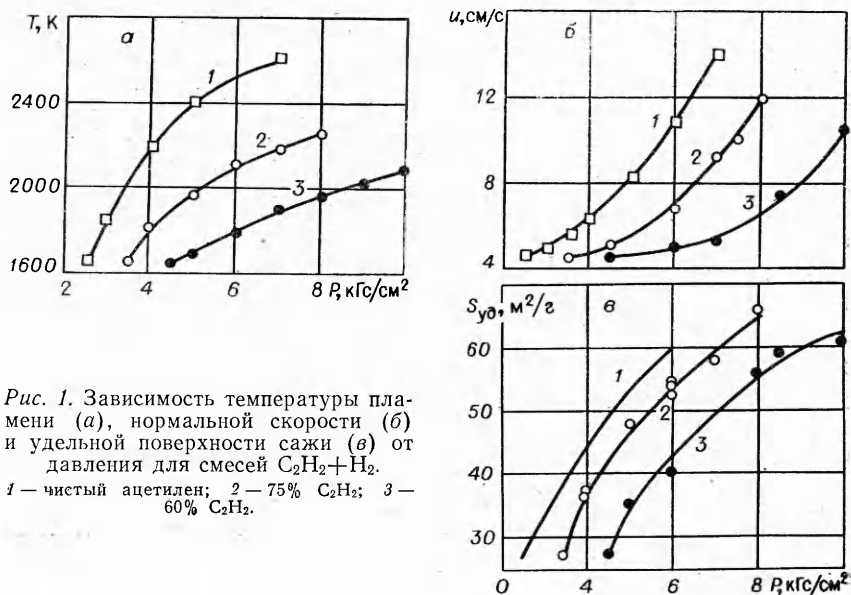 T, К
а
1
2
3
2400
2000
1600
2
4
6
8 P, кГс/см²
u, см/с
б
1
2
3
12
8
4
S уд, м²/г
в
1
2
3
60
50
40
30
0
4
6
8 P, кГс/см²
Рис. 1. Зависимость температуры пла-
мени (а), нормальной скорости (б)
и удельной поверхности сажи (в) от
давления для смесей C₂H₂+H₂.
1 — чистый ацетилен; 2 — 75% C₂H₂; 3 —
60% C₂H₂.